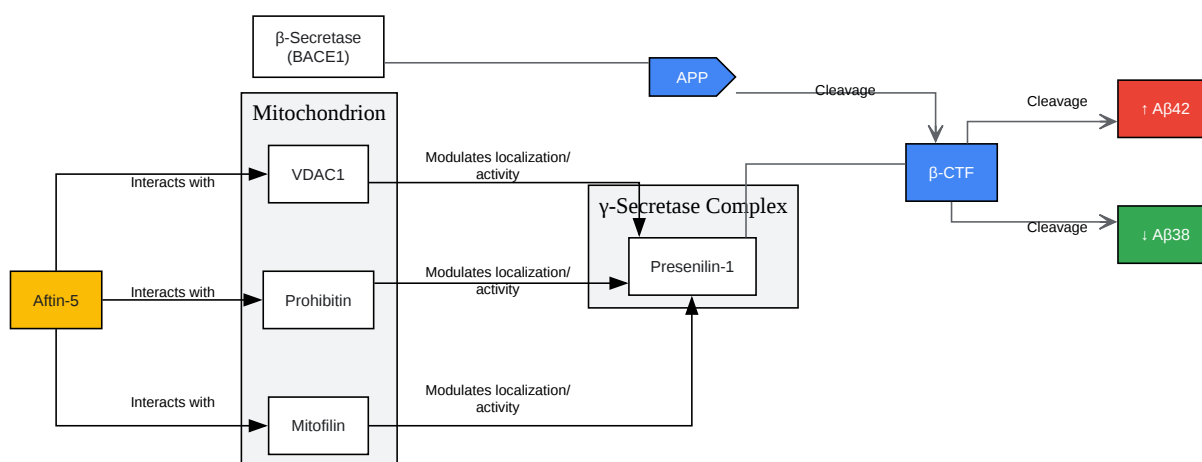 β-Secretase
(BACE1)
APP
Cleavage
Cleavage
↑ Aβ42
Mitochondrion
VDAC1
Modulates localization/
activity
Interacts with
β-CTF
γ-Secretase Complex
Cleavage
↓ Aβ38
Aftin-5
Interacts with
Prohibitin
Modulates localization/
activity
Presenilin-1
Interacts with
Mitofilin
Modulates localization/
activity